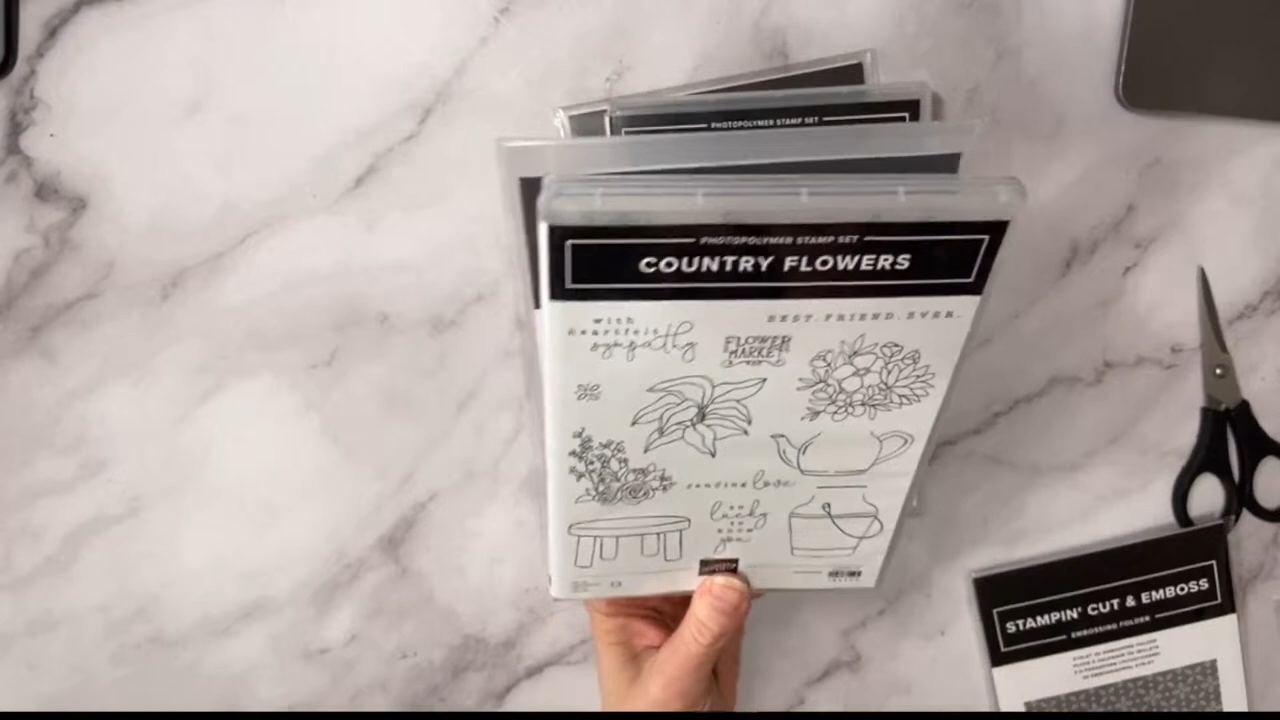 PHOTOPOLYMER STAMP SET
PHOTOPOLYMER STAMP SET
COUNTRY FLOWERS
with
heartfelt
sympathy
BEST. FRIEND. EVER.
FLOWER
MARKET
sending love
so
lucky
to
know
you
STAMPIN' CUT & EMBOSS
EMBOSSING FOLDER